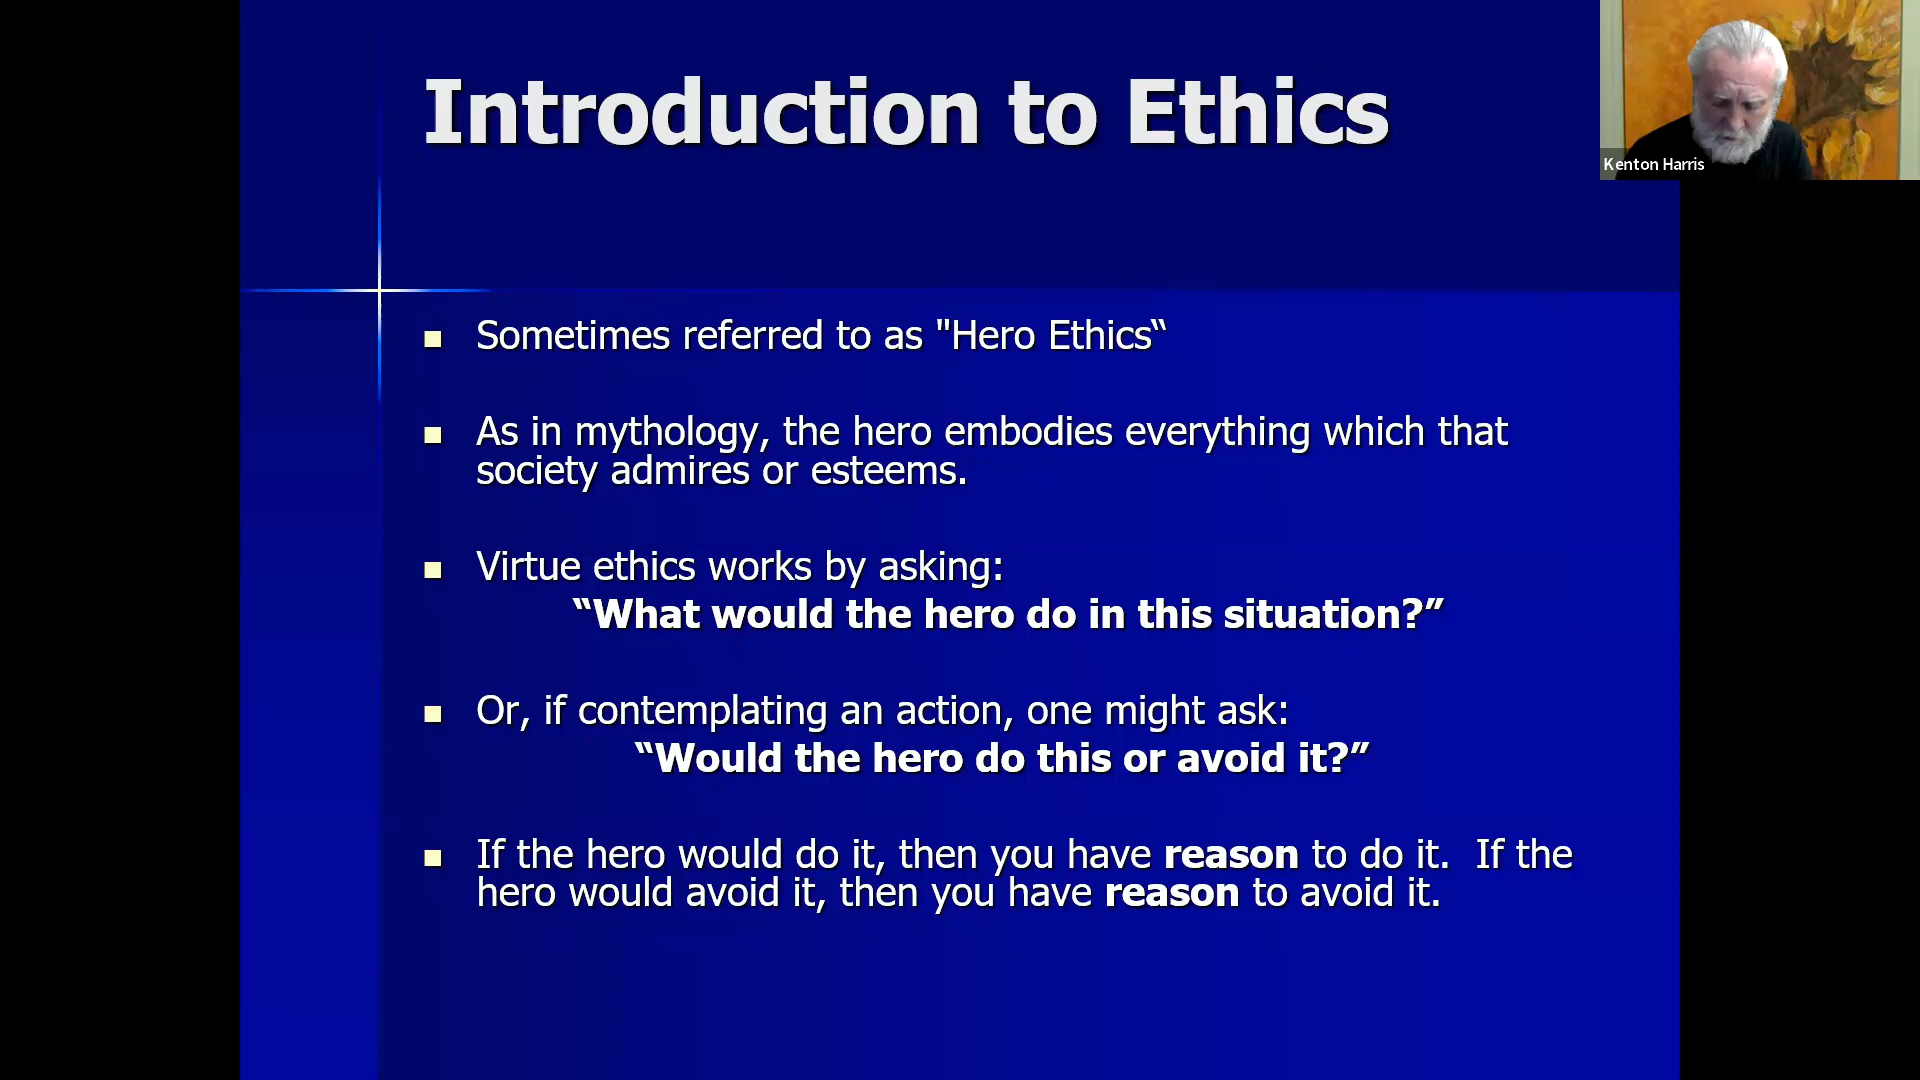 Introduction to Ethics
Kenton Harris
Sometimes referred to as "Hero Ethics“
As in mythology, the hero embodies everything which that
society admires or esteems.
Virtue ethics works by asking:
“What would the hero do in this situation?”
Or, if contemplating an action, one might ask:
“Would the hero do this or avoid it?”
If the hero would do it, then you have reason to do it.  If the
hero would avoid it, then you have reason to avoid it.